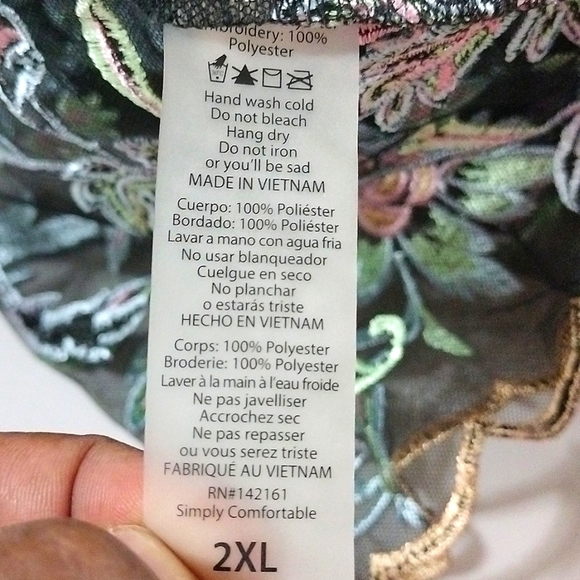 Embroidery: 100%
Polyester
Hand wash cold
Do not bleach
Hang dry
Do not iron
or you'll be sad
MADE IN VIETNAM
Cuerpo: 100% Poliéster
Bordado: 100% Poliéster
Lavar a mano con agua fria
No usar blanqueador
Cuelgue en seco
No planchar
o estarás triste
HECHO EN VIETNAM
Corps: 100% Polyester
Broderie: 100% Polyester
Laver à la main à l'eau froide
Ne pas javelliser
Accrochez sec
Ne pas repasser
ou vous serez triste
FABRIQUÉ AU VIETNAM
RN#142161
Simply Comfortable
2XL